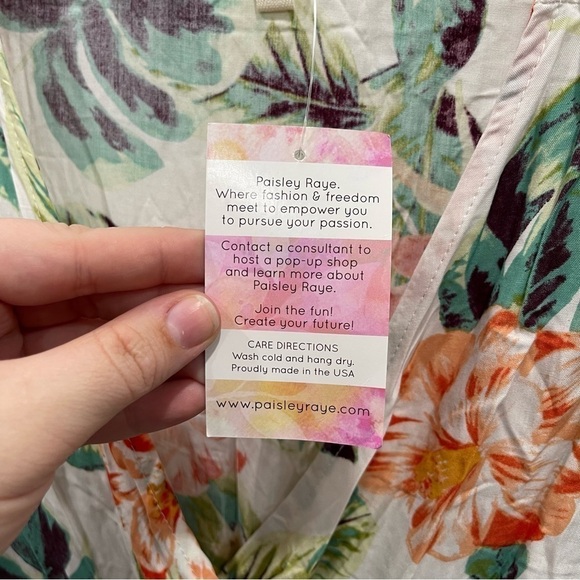 Paisley Raye.
Where fashion & freedom
meet to empower you
to pursue your passion.
Contact a consultant to
host a pop-up shop
and learn more about
Paisley Raye.
Join the fun!
Create your future!
CARE DIRECTIONS
Wash cold and hang dry.
Proudly made in the USA
www.paisleyraye.com